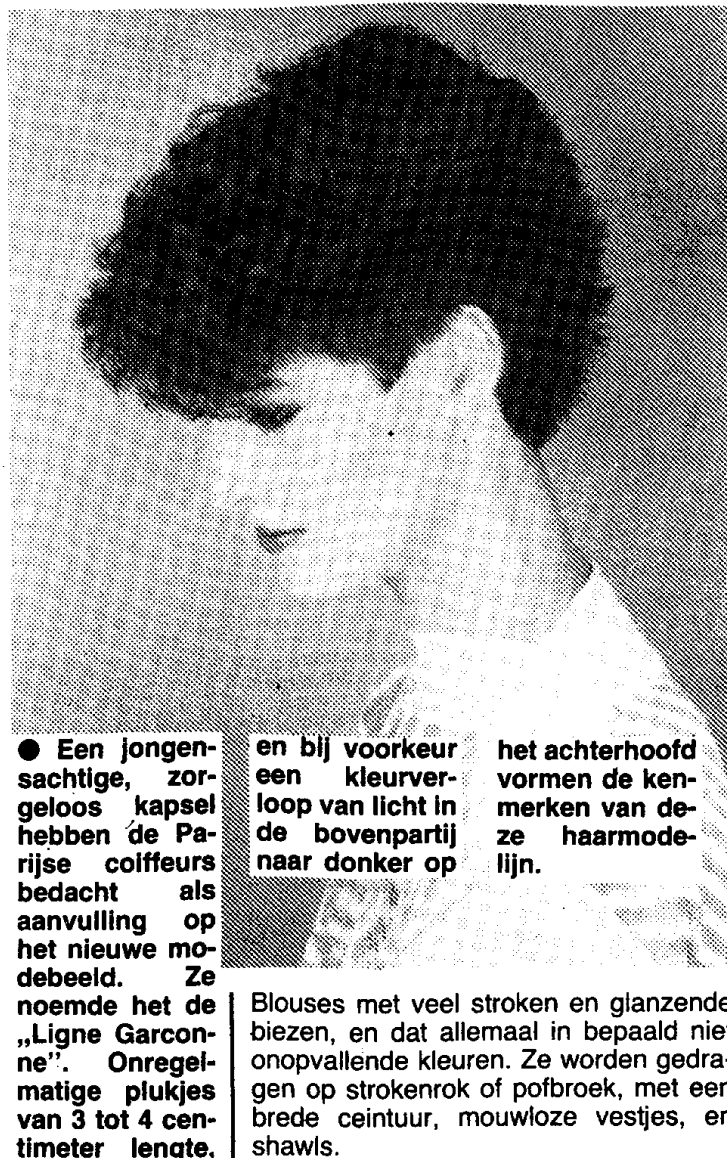 ● Een jongen-
sachtige, zor-
geloos kapsel
hebben de Pa-
rijse coiffeurs
bedacht als
aanvulling op
het nieuwe mo-
debeeld. Ze
noemde het de
„Ligne Garcon-
ne”. Onregel-
matige plukjes
van 3 tot 4 cen-
timeter lengte,
en bij voorkeur
een kleurver-
loop van licht in
de bovenpartij
naar donker op
het achterhoofd
vormen de ken-
merken van de-
ze haarmode-
lijn.
Blouses met veel stroken en glanzende
biezen, en dat allemaal in bepaald nie
onopvallende kleuren. Ze worden gedra-
gen op strokenrok of pofbroek, met een
brede ceintuur, mouwloze vestjes, en
shawls.